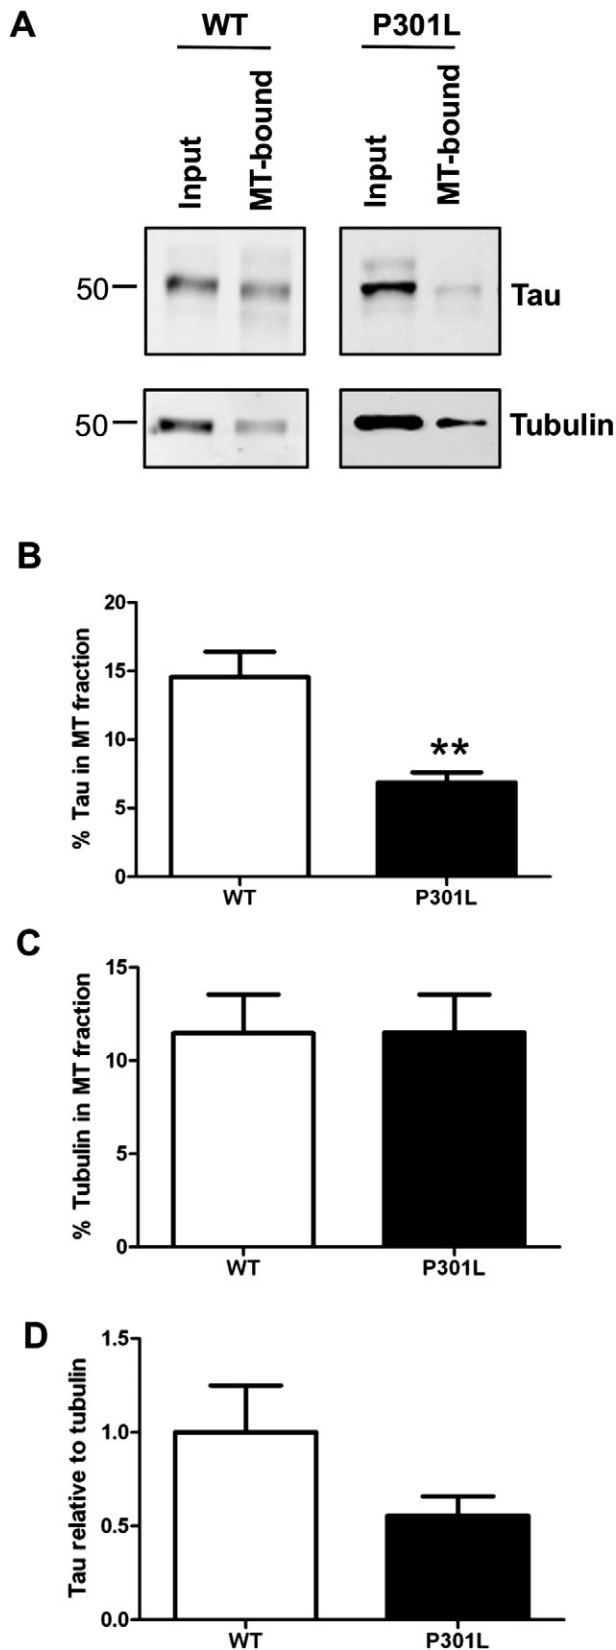 A
WT P301L
Input MT-bound Input MT-bound
50 Tau
50 Tubulin
B
% Tau in MT fraction
20
15
10
5
0
**
WT P301L
C
% Tubulin in MT fraction
15
10
5
0
WT P301L
D
Tau relative to tubulin
1.5
1.0
0.5
0.0
WT P301L